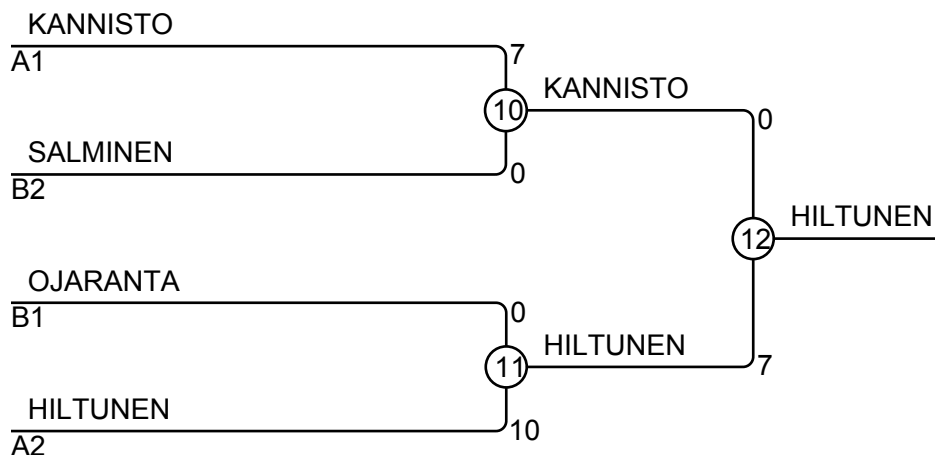 KANNISTO
A1
7
10
KANNISTO
0
SALMINEN
B2
0
12
HILTUNEN
OJARANTA
B1
0
11
HILTUNEN
7
HILTUNEN
A2
10